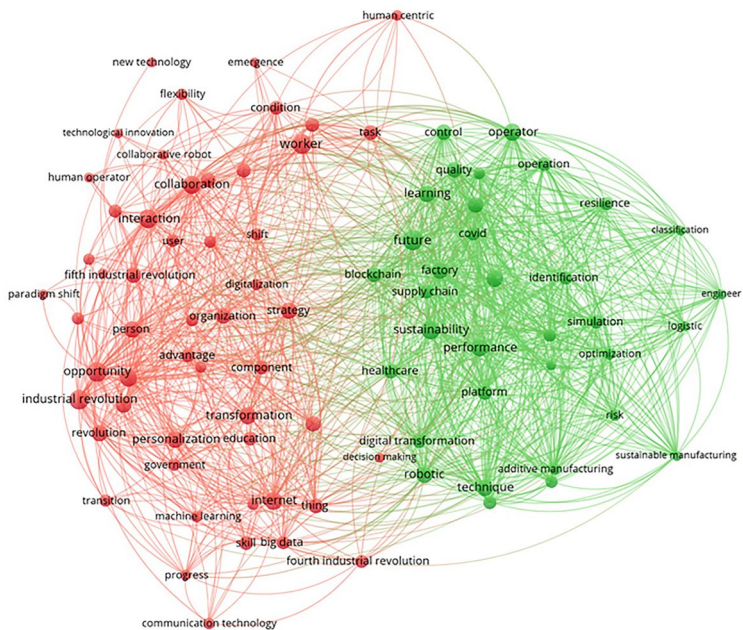 human centric
new technology
emergence
flexibility
condition
technological innovation
worker
task
control
operator
collaborative robot
human operator
collaboration
quality
operation
learning
resilience
interaction
user
shift
future
covid
classification
fifth industrial revolution
digitalization
blockchain
factory
identification
paradigm shift
supply chain
engineer
organization
strategy
person
sustainability
simulation
logistic
advantage
performance
optimization
opportunity
component
healthcare
industrial revolution
platform
transformation
risk
revolution
personalization
education
digital transformation
decision making
sustainable manufacturing
government
robotic
additive manufacturing
technique
transition
internet
thing
machine learning
skill
big data
fourth industrial revolution
progress
communication technology